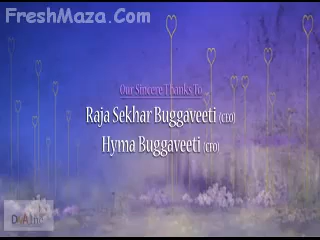 FreshMaza.Com
Our Sincere Thanks To
Raja Sekhar Buggaveeti (CEO)
Hyma Buggaveeti (CFO)